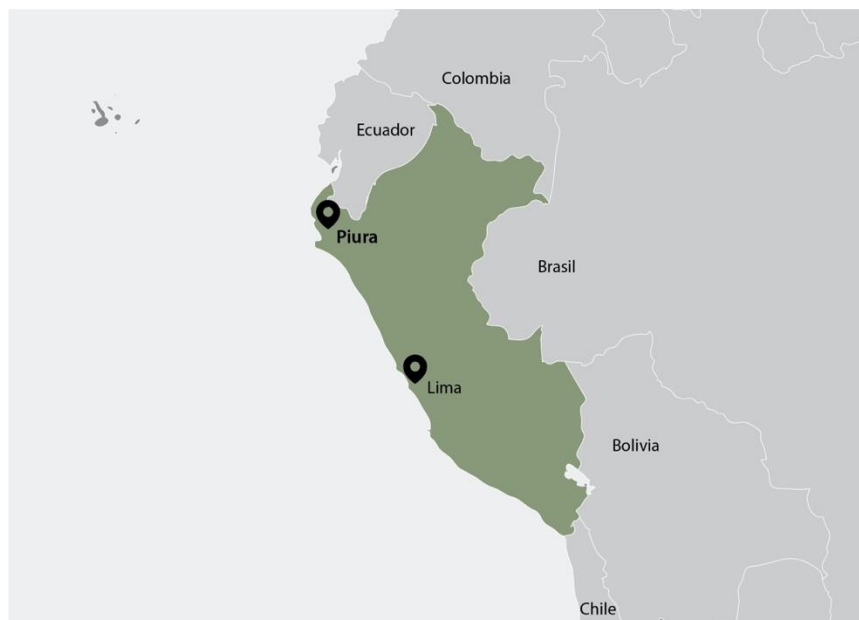 Colombia
Ecuador
Piura
Brasil
Lima
Bolivia
Chile